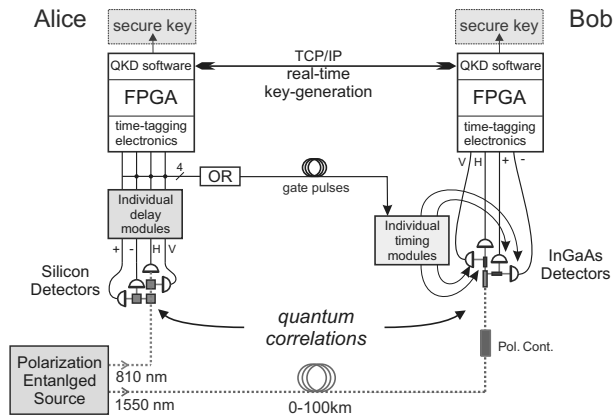 Alice
Bob
secure key
secure key
TCP/IP
real-time
key-generation
QKD software
QKD software
FPGA
FPGA
time-tagging
electronics
time-tagging
electronics
V H + -
4
OR
gate pulses
Individual
delay
modules
Individual
timing
modules
+ - H V
Silicon
Detectors
InGaAs
Detectors
quantum
correlations
Pol. Cont.
Polarization
Entanlged
Source
810 nm
1550 nm
0-100km